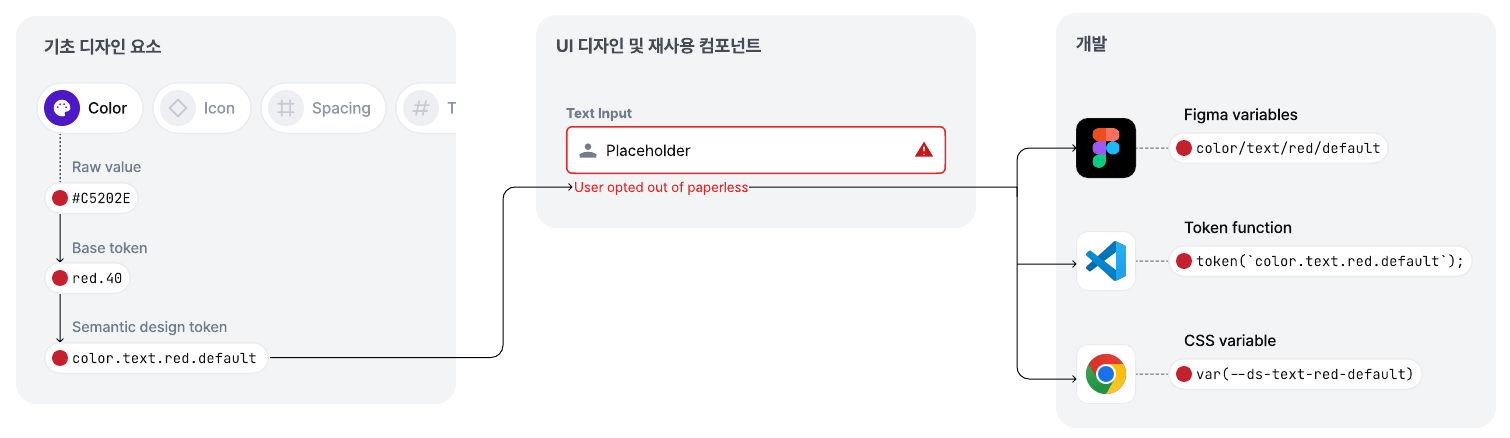 기초 디자인 요소
Color
Icon
Spacing
T
Raw value
#C5202E
Base token
red.40
Semantic design token
color.text.red.default
UI 디자인 및 재사용 컴포넌트
Text Input
Placeholder
User opted out of paperless
개발
Figma variables
color/text/red/default
Token function
token(`color.text.red.default`);
CSS variable
var(--ds-text-red-default)